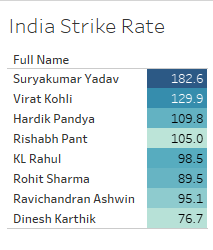 India Strike Rate
Full Name
Suryakumar Yadav 182.6
Virat Kohli 129.9
Hardik Pandya 109.8
Rishabh Pant 105.0
KL Rahul 98.5
Rohit Sharma 89.5
Ravichandran Ashwin 95.1
Dinesh Karthik 76.7